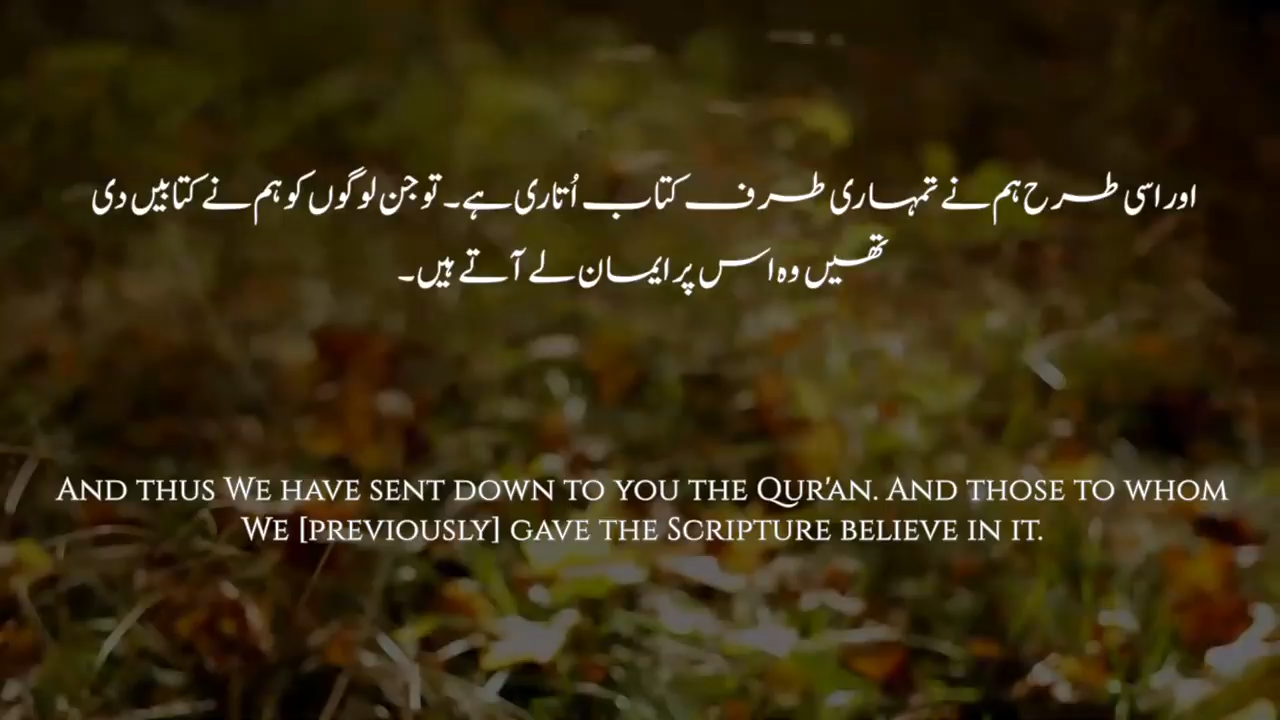 اور اسی طرح ہم نے تمہاری طرف کتاب اُتاری ہے۔ تو جن لوگوں کو ہم نے کتابیں دی
تھیں وہ اس پر ایمان لے آتے ہیں۔
And thus We have sent down to you the Qur'an. And those to whom
We [previously] gave the Scripture believe in it.